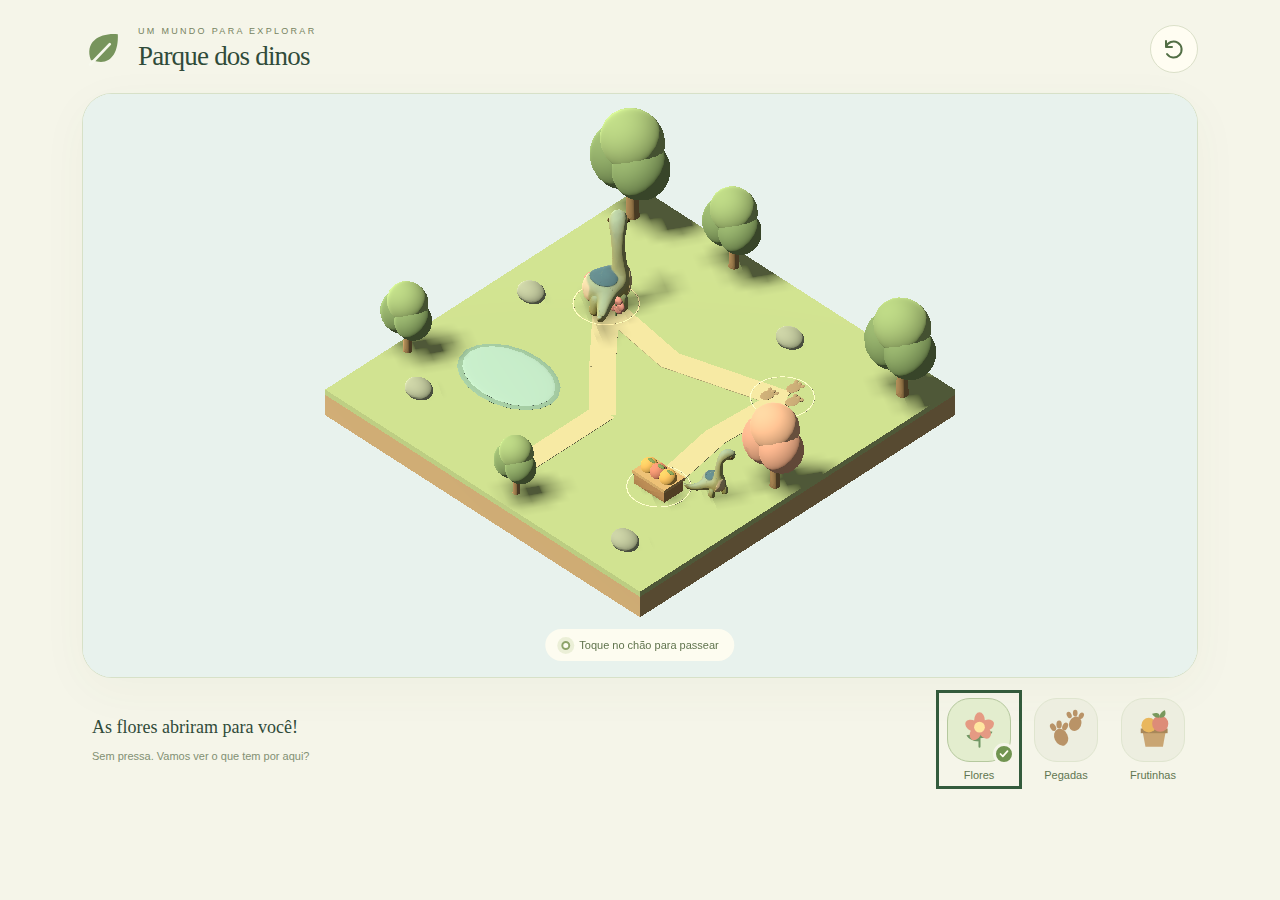 UM MUNDO PARA EXPLORAR
Parque dos dinos
Toque no chão para passear
As flores abriram para você!
Sem pressa. Vamos ver o que tem por aqui?
Flores
Pegadas
Frutinhas